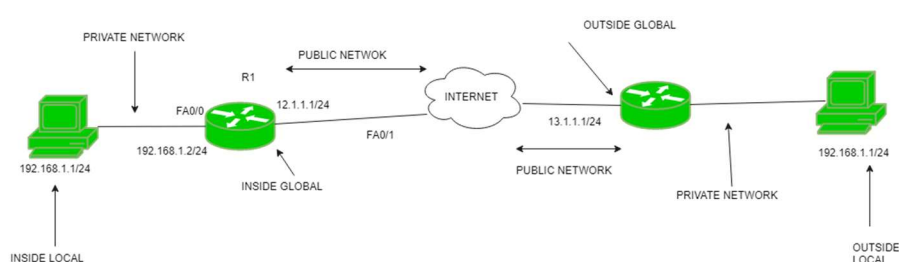 OUTSIDE GLOBAL
PRIVATE NETWORK
PUBLIC NETWOK
R1
INTERNET
FA0/0
12.1.1.1/24
13.1.1.1/24
FA0/1
192.168.1.2/24
192.168.1.1/24
192.168.1.1/24
PUBLIC NETWORK
INSIDE GLOBAL
PRIVATE NETWORK
INSIDE LOCAL
OUTSIDE
LOCAL